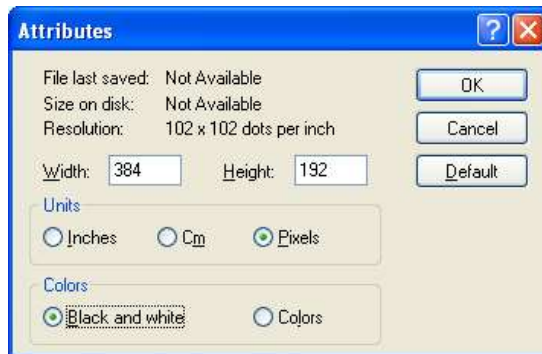 Attributes
File last saved: Not Available
Size on disk: Not Available
Resolution: 102 x 102 dots per inch
Width: 384 Height: 192
Units
Inches Cm Pixels
Colors
Black and white Colors
OK
Cancel
Default